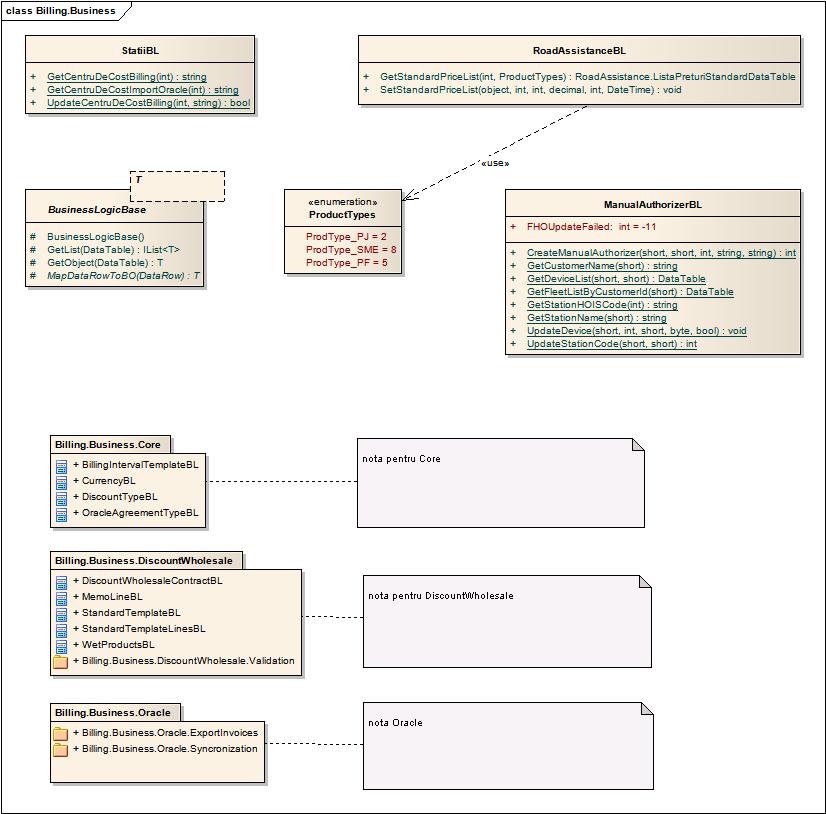 class Billing.Business
StatiiBL
+ GetCentruDeCostBilling(int) : string
+ GetCentruDeCostImportOracle(int) : string
+ UpdateCentruDeCostBilling(int, string) : bool
RoadAssistanceBL
+ GetStandardPriceList(int, ProductTypes) : RoadAssistance.ListaPreturiStandardDataTable
+ SetStandardPriceList(object, int, int, decimal, int, DateTime) : void
«use»
T
BusinessLogicBase
# BusinessLogicBase()
# GetList(DataTable) : IList<T>
# GetObject(DataTable) : T
# MapDataRowToBO(DataRow) : T
«enumeration»
ProductTypes
ProdType_PJ = 2
ProdType_SME = 8
ProdType_PF = 5
ManualAuthorizerBL
+ FHOUpdateFailed: int = -11
+ CreateManualAuthorizer(short, short, int, string, string) : int
+ GetCustomerName(short) : string
+ GetDeviceList(short, short) : DataTable
+ GetFleetListByCustomerId(short) : DataTable
+ GetStationHOISCode(int) : string
+ GetStationName(short) : string
+ UpdateDevice(short, int, short, byte, bool) : void
+ UpdateStationCode(short, short) : int
Billing.Business.Core
+ BillingIntervalTemplateBL
+ CurrencyBL
+ DiscountTypeBL
+ OracleAgreementTypeBL
nota pentru Core
Billing.Business.DiscountWholesale
+ DiscountWholesaleContractBL
+ MemoLineBL
+ StandardTemplateBL
+ StandardTemplateLinesBL
+ WetProductsBL
+ Billing.Business.DiscountWholesale.Validation
nota pentru DiscountWholesale
Billing.Business.Oracle
+ Billing.Business.Oracle.ExportInvoices
+ Billing.Business.Oracle.Syncronization
nota Oracle